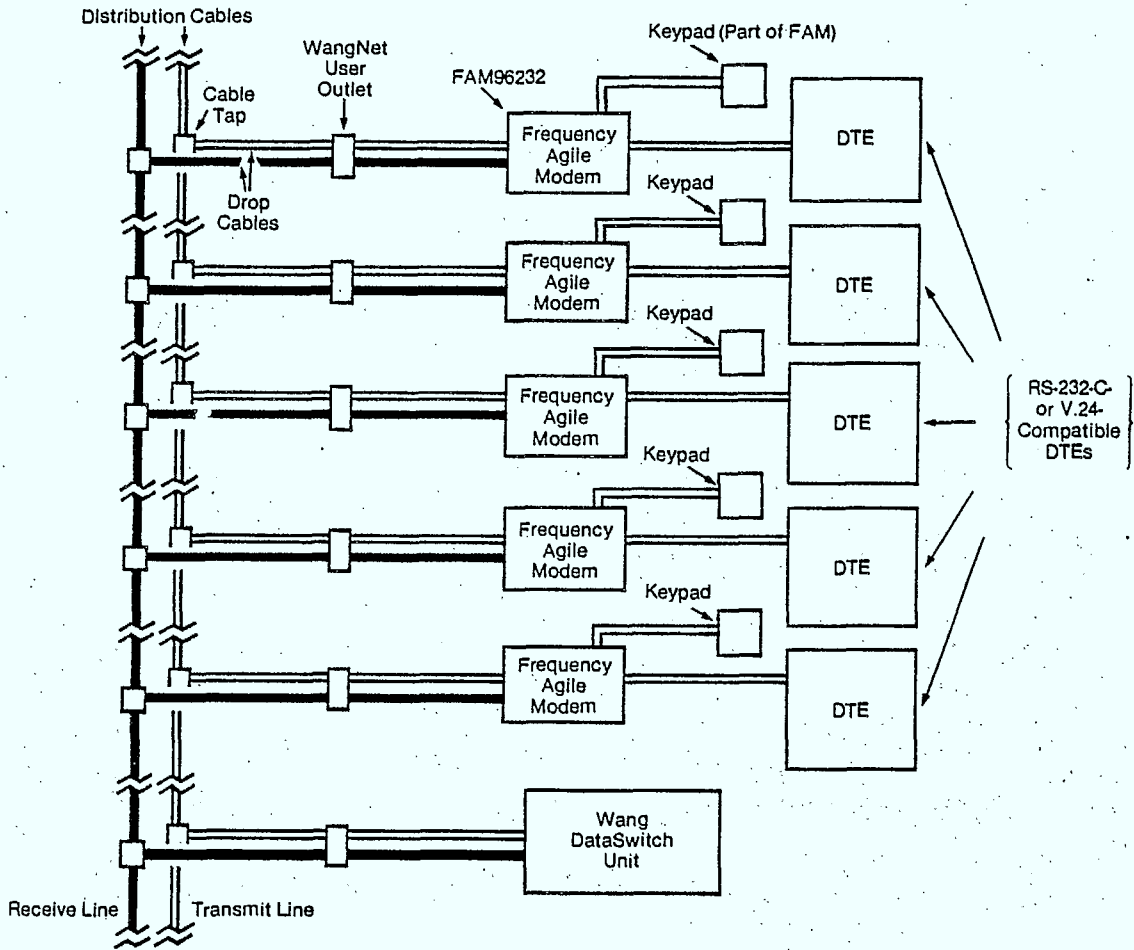 Distribution Cables
Keypad (Part of FAM)
WangNet
User
Outlet
FAM96232
Cable
Tap
Frequency
Agile
Modem
DTE
Drop
Cables
Keypad
Frequency
Agile
Modem
DTE
Keypad
Frequency
Agile
Modem
DTE
RS-232-C-
or V.24-
Compatible
DTEs
Keypad
Frequency
Agile
Modem
DTE
Keypad
Frequency
Agile
Modem
DTE
Wang
DataSwitch
Unit
Receive Line
Transmit Line